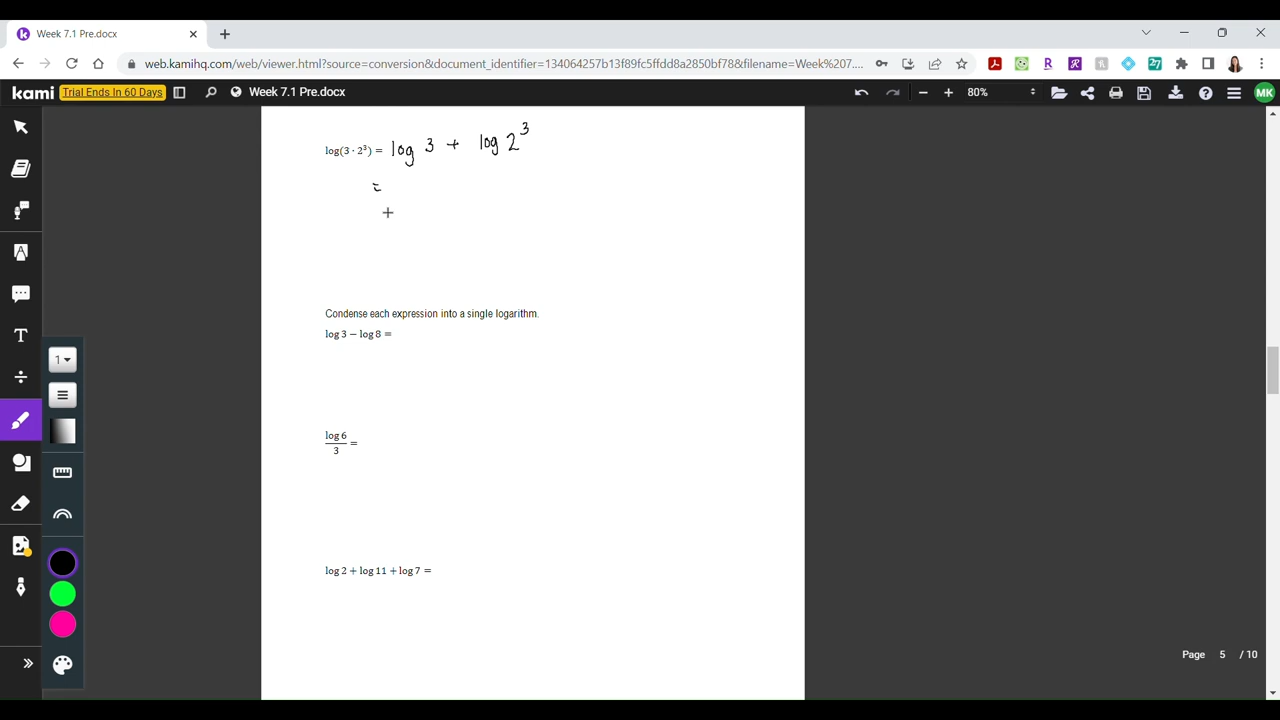 Week 7.1 Pre.docx
web.kamihq.com/web/viewer.html?source=conversion&document_identifier=134064257b13f89fc5ffdd8a2850bf78&filename=Week%207....
kami Trial Ends In 60 Days Week 7.1 Pre.docx 80% MK
log(3 · 2³) = log 3 + log 2³
=
Condense each expression into a single logarithm.
log 3 − log 8 =
log 6
3 =
log 2 + log 11 + log 7 =
1
T
Page 5 / 10